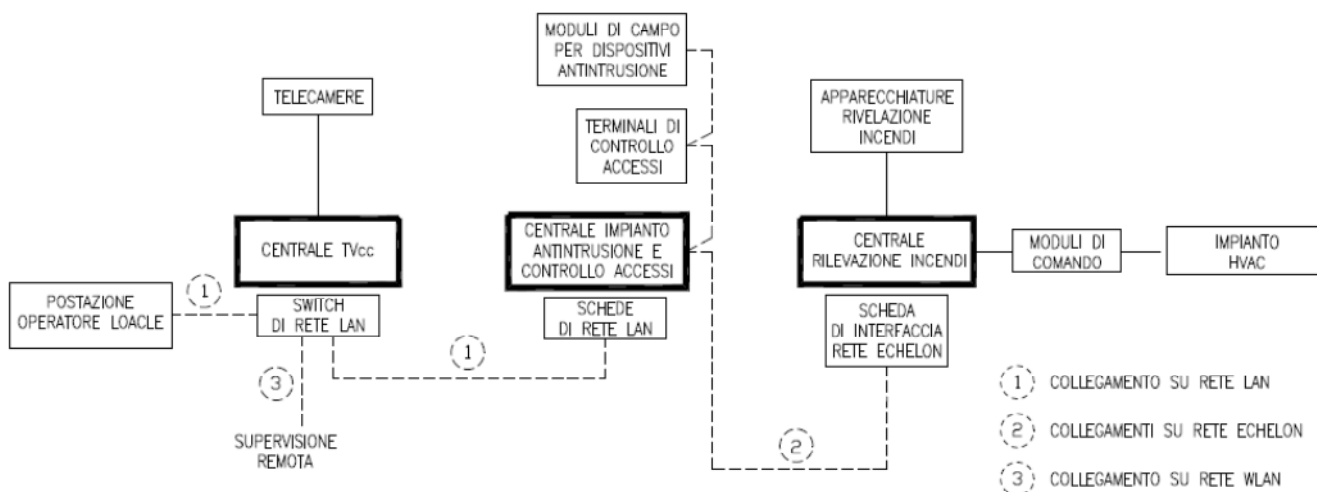 MODULI DI CAMPO
PER DISPOSITIVI
ANTINTRUSIONE
TELECAMERE
TERMINALI DI
CONTROLLO
ACCESSI
APPARECCHIATURE
RIVELAZIONE
INCENDI
CENTRALE TVcc
CENTRALE IMPIANTO
ANTINTRUSIONE E
CONTROLLO ACCESSI
CENTRALE
RILEVAZIONE INCENDI
MODULI DI
COMANDO
IMPIANTO
HVAC
POSTAZIONE
OPERATORE LOACLE
1
SWITCH
DI RETE LAN
SCHEDE
DI RETE LAN
SCHEDA
DI INTERFACCIA
RETE ECHELON
1
3
SUPERVISIONE
REMOTA
2
1 COLLEGAMENTO SU RETE LAN
2 COLLEGAMENTI SU RETE ECHELON
3 COLLEGAMENTO SU RETE WLAN